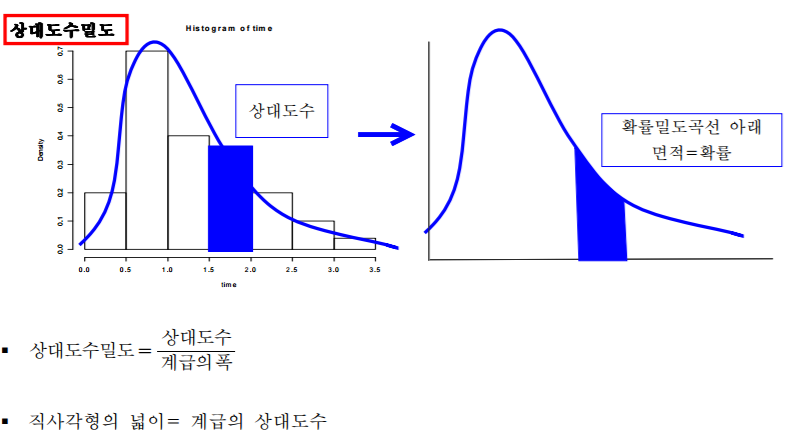 상대도수밀도
Histogram of time
상대도수
확률밀도곡선 아래
면적=확률
Density
0.7
0.6
0.5
0.4
0.3
0.2
0.1
0.0
0.0 0.5 1.0 1.5 2.0 2.5 3.0 3.5
time
▪ 상대도수밀도 = 상대도수
계급의폭
▪ 직사각형의 넓이= 계급의 상대도수